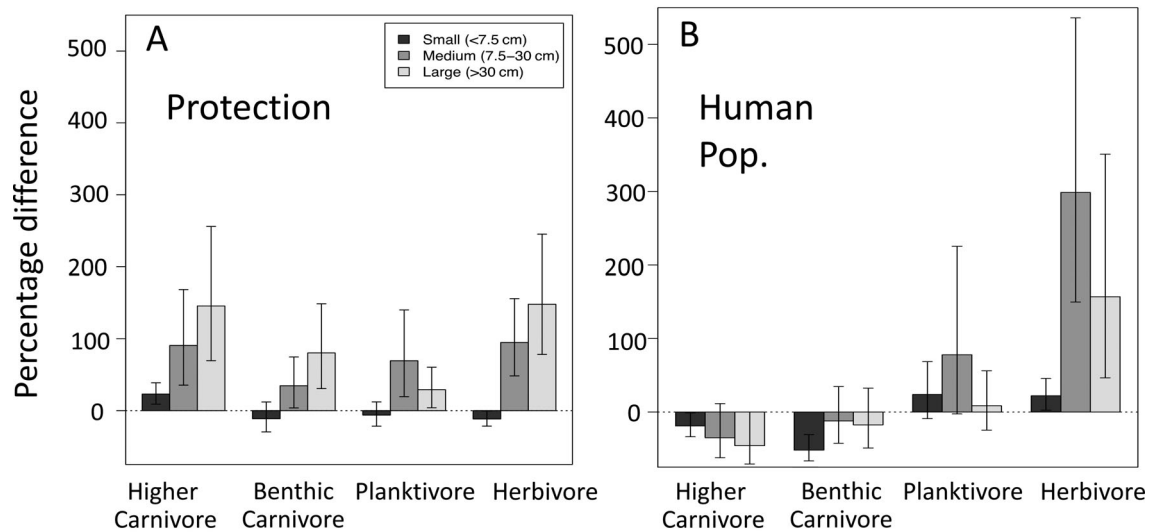 A
Small (<7.5 cm)
Medium (7.5–30 cm)
Large (>30 cm)
Protection
Percentage difference
500
400
300
200
100
0
Higher
Carnivore
Benthic
Carnivore
Planktivore
Herbivore
B
Human
Pop.
500
400
300
200
100
0
Higher
Carnivore
Benthic
Carnivore
Planktivore
Herbivore